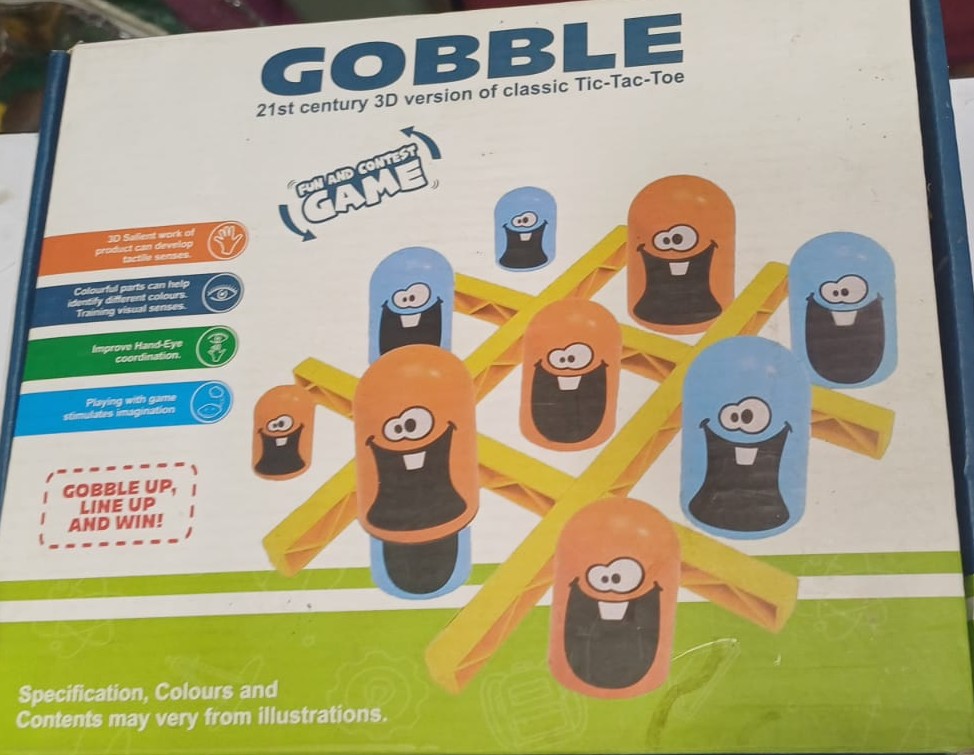 GOBBLE
21st century 3D version of classic Tic-Tac-Toe
FUN AND CONTEST
GAME
3D Salient work of
product can develop
tactile senses.
Colourful parts can help
identify different colours.
Training visual senses.
Improve Hand-Eye
coordination.
Playing with game
stimulates imagination
GOBBLE UP,
LINE UP
AND WIN!
Specification, Colours and
Contents may very from illustrations.